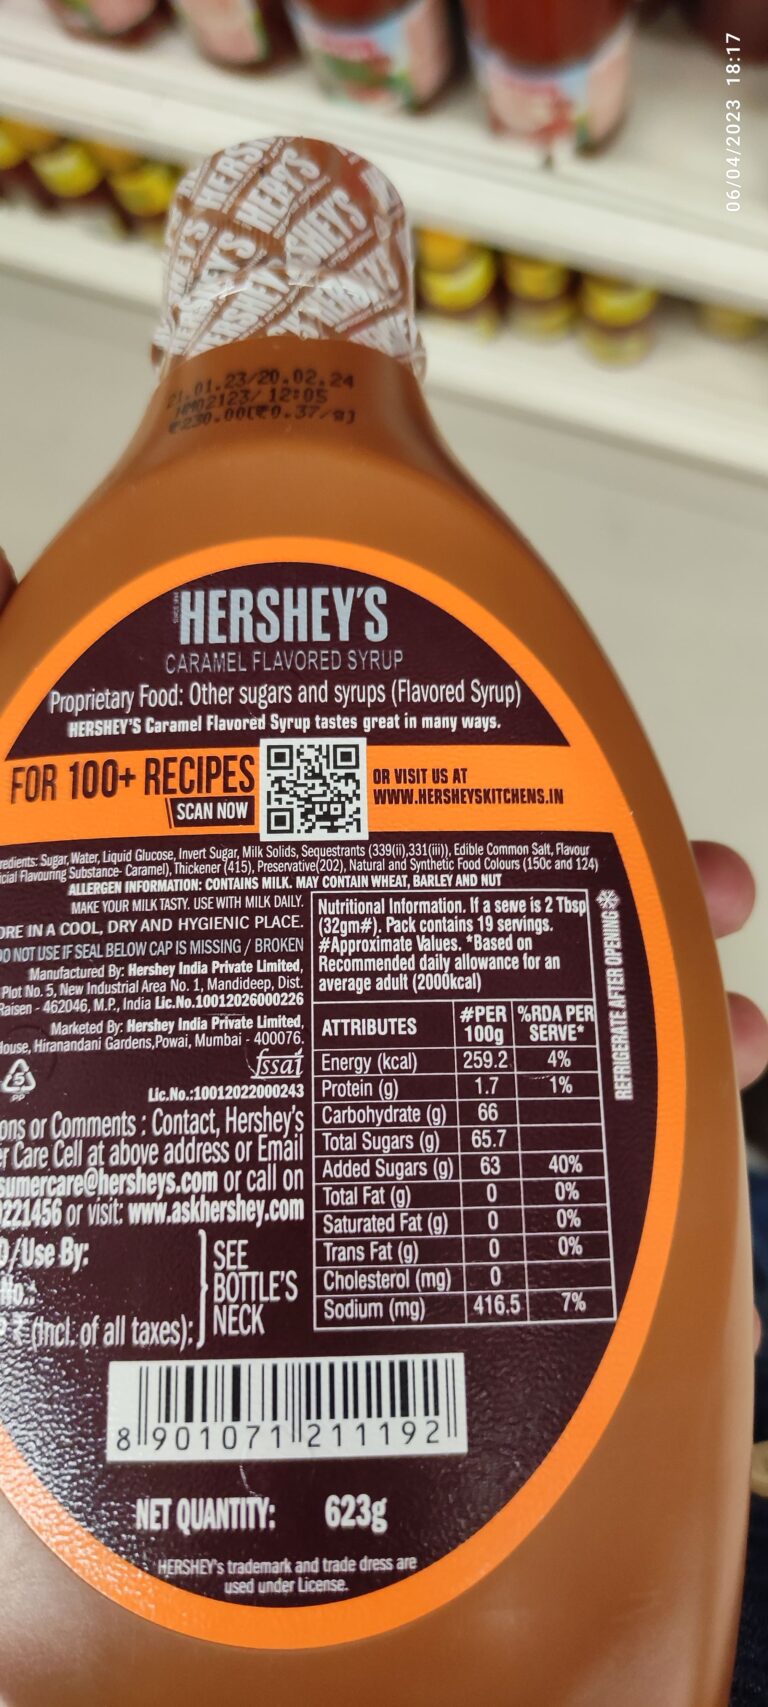 06/04/2023 18:17
HERSHEY'S
21.01.23/20.02.24
12:05
₹230.00(₹0.37/g)
HERSHEY'S
CARAMEL FLAVORED SYRUP
Proprietary Food: Other sugars and syrups (Flavored Syrup)
HERSHEY'S Caramel Flavored Syrup tastes great in many ways.
FOR 100+ RECIPES
SCAN NOW
OR VISIT US AT
WWW.HERSHEYSKITCHENS.IN
redients: Sugar, Water, Liquid Glucose, Invert Sugar, Milk Solids, Sequestrants (339(ii),331(iii)), Edible Common Salt, Flavour
icial Flavouring Substance- Caramel), Thickener (415), Preservative(202), Natural and Synthetic Food Colours (150c and 124)
ALLERGEN INFORMATION: CONTAINS MILK. MAY CONTAIN WHEAT, BARLEY AND NUT
MAKE YOUR MILK TASTY. USE WITH MILK DAILY.
ORE IN A COOL, DRY AND HYGIENIC PLACE.
DO NOT USE IF SEAL BELOW CAP IS MISSING / BROKEN
Manufactured By: Hershey India Private Limited,
Plot No. 5, New Industrial Area No. 1, Mandideep, Dist.
Raisen - 462046, M.P., India Lic.No.10012026000226
Marketed By: Hershey India Private Limited,
ouse, Hiranandani Gardens,Powai, Mumbai - 400076.
fssai
PP
Lic.No.:10012022000243
ons or Comments : Contact, Hershey's
er Care Cell at above address or Email
sumercare@hersheys.com or call on
221456 or visit: www.askhershey.com
/Use By:
No.:
₹ (Incl. of all taxes):
SEE
BOTTLE'S
NECK
Nutritional Information. If a serve is 2 Tbsp
(32gm#). Pack contains 19 servings.
#Approximate Values. *Based on
Recommended daily allowance for an
average adult (2000kcal)
ATTRIBUTES #PER 100g %RDA PER SERVE*
Energy (kcal) 259.2 4%
Protein (g) 1.7 1%
Carbohydrate (g) 66
Total Sugars (g) 65.7
Added Sugars (g) 63 40%
Total Fat (g) 0 0%
Saturated Fat (g) 0 0%
Trans Fat (g) 0 0%
Cholesterol (mg) 0
Sodium (mg) 416.5 7%
REFRIGERATE AFTER OPENING
8 901071 211192
NET QUANTITY: 623g
HERSHEY's trademark and trade dress are
used under License.